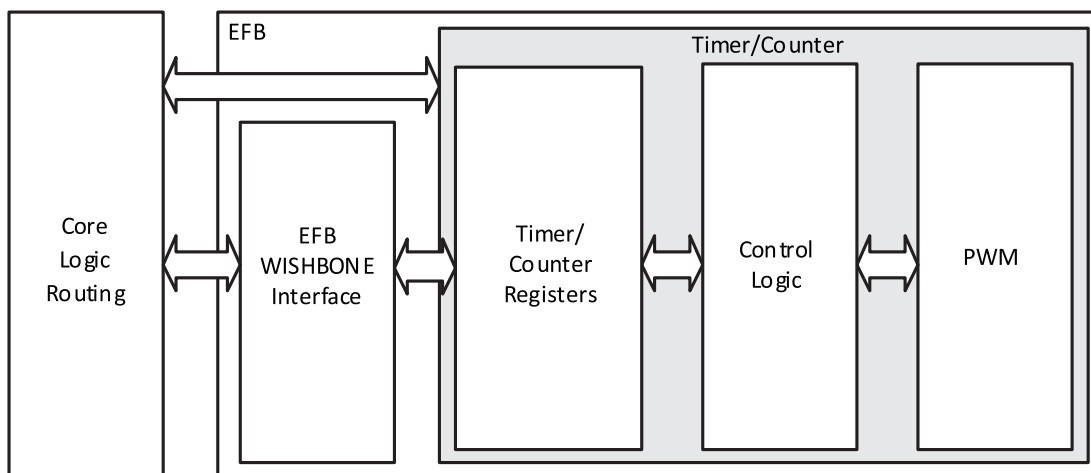 EFB
Timer/Counter
Core
Logic
Routing
EFB
WISHBONE
Interface
Timer/
Counter
Registers
Control
Logic
PWM